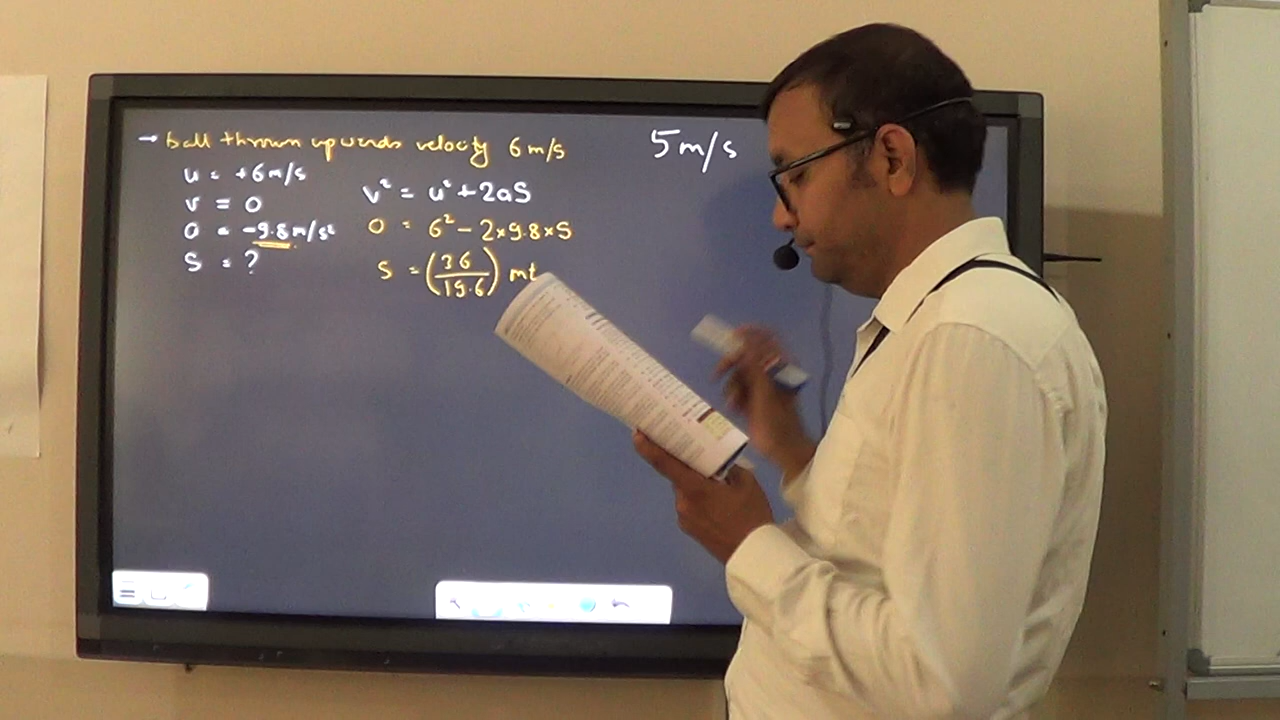 → ball thrown upwards velocity 6 m/s
5 m/s
u = +6 m/s
v = 0
0 = -9.8 m/s²
S = ?
v² = u² + 2aS
0 = 6² - 2×9.8×S
S = (36/19.6) mt